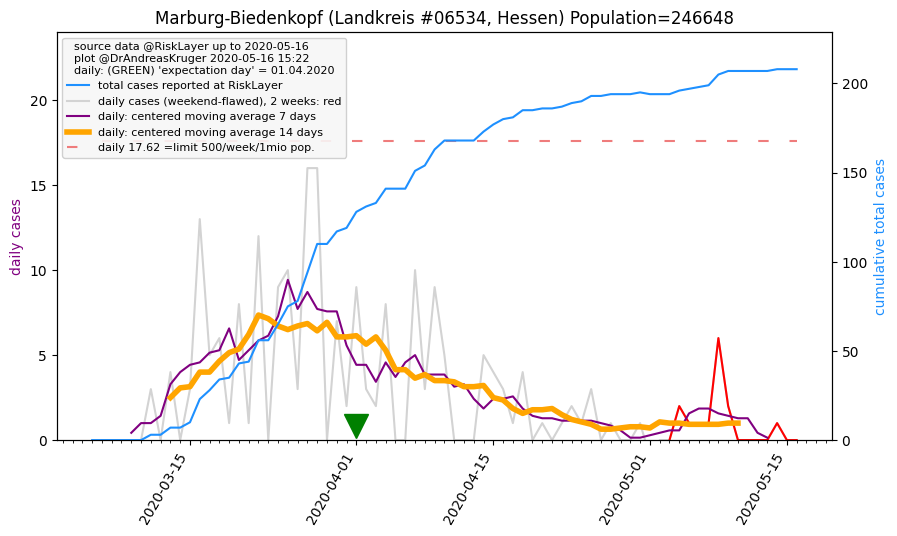 Marburg-Biedenkopf (Landkreis #06534, Hessen) Population=246648
source data @RiskLayer up to 2020-05-16
plot @DrAndreasKruger 2020-05-16 15:22
daily: (GREEN) 'expectation day' = 01.04.2020
total cases reported at RiskLayer
daily cases (weekend-flawed), 2 weeks: red
daily: centered moving average 7 days
daily: centered moving average 14 days
daily 17.62 =limit 500/week/1mio pop.
daily cases
20
15
10
5
0
cumulative total cases
200
150
100
50
0
2020-03-15
2020-04-01
2020-04-15
2020-05-01
2020-05-15